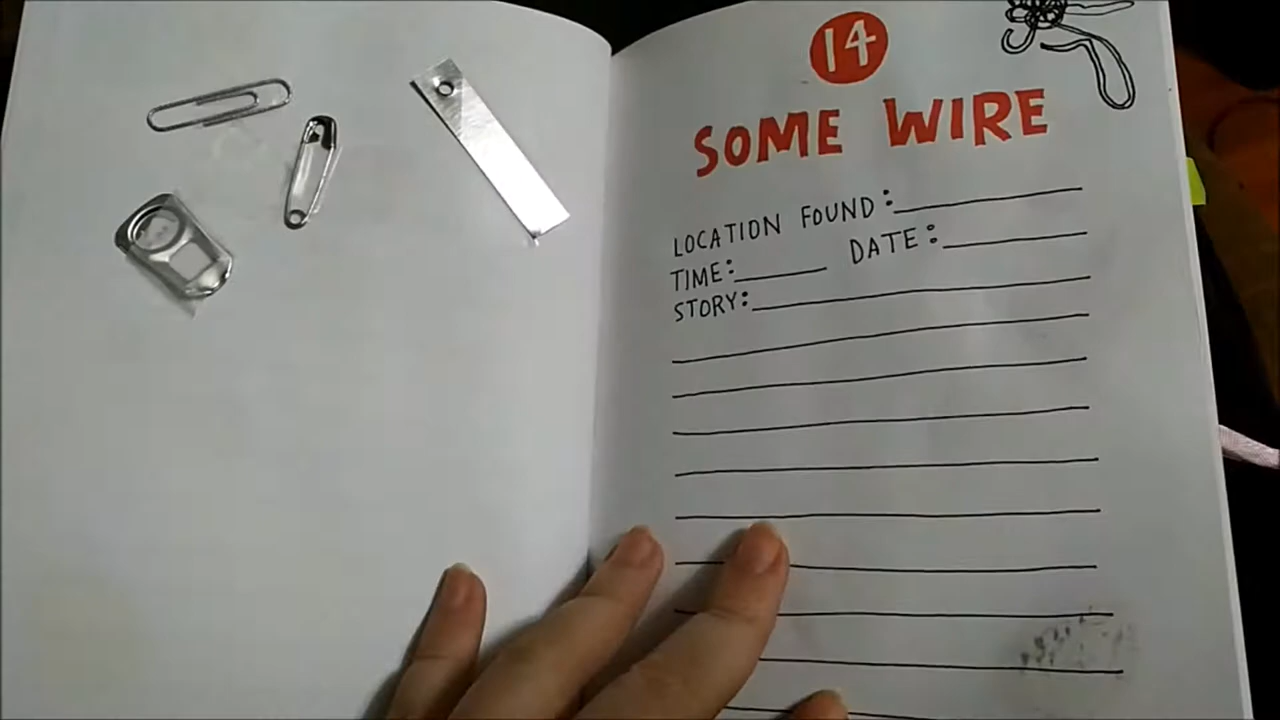 14
SOME WIRE
LOCATION FOUND:
TIME: DATE:
STORY: